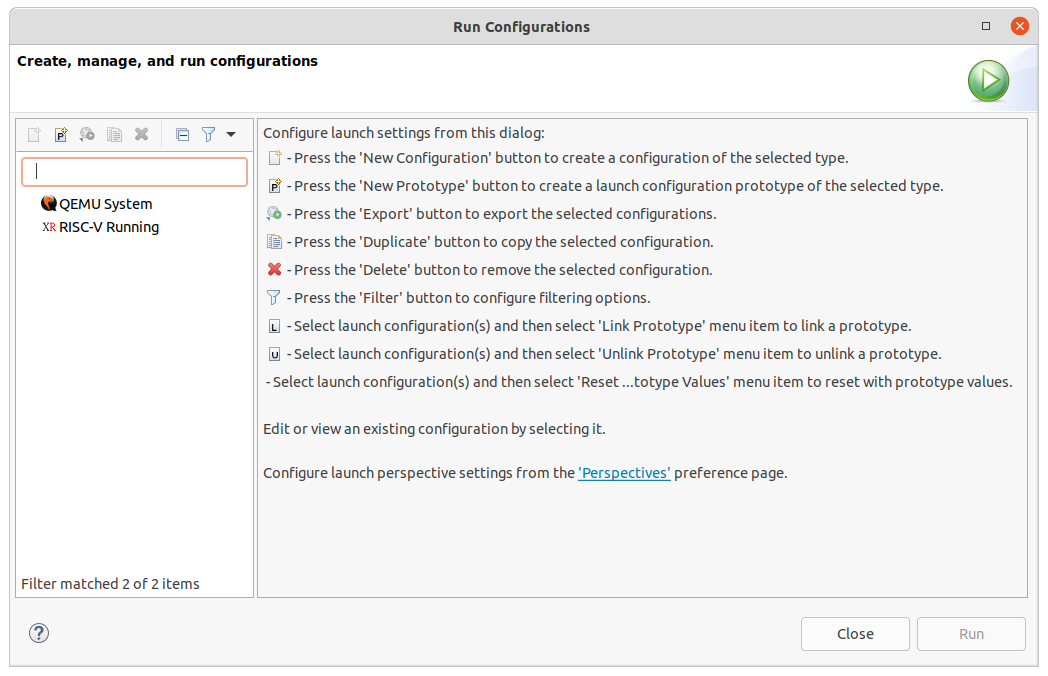 Run Configurations
Create, manage, and run configurations
QEMU System
XR RISC-V Running
Filter matched 2 of 2 items
Configure launch settings from this dialog:
- Press the 'New Configuration' button to create a configuration of the selected type.
P - Press the 'New Prototype' button to create a launch configuration prototype of the selected type.
- Press the 'Export' button to export the selected configurations.
- Press the 'Duplicate' button to copy the selected configuration.
- Press the 'Delete' button to remove the selected configuration.
- Press the 'Filter' button to configure filtering options.
L - Select launch configuration(s) and then select 'Link Prototype' menu item to link a prototype.
U - Select launch configuration(s) and then select 'Unlink Prototype' menu item to unlink a prototype.
- Select launch configuration(s) and then select 'Reset ...totype Values' menu item to reset with prototype values.
Edit or view an existing configuration by selecting it.
Configure launch perspective settings from the 'Perspectives' preference page.
?
Close
Run